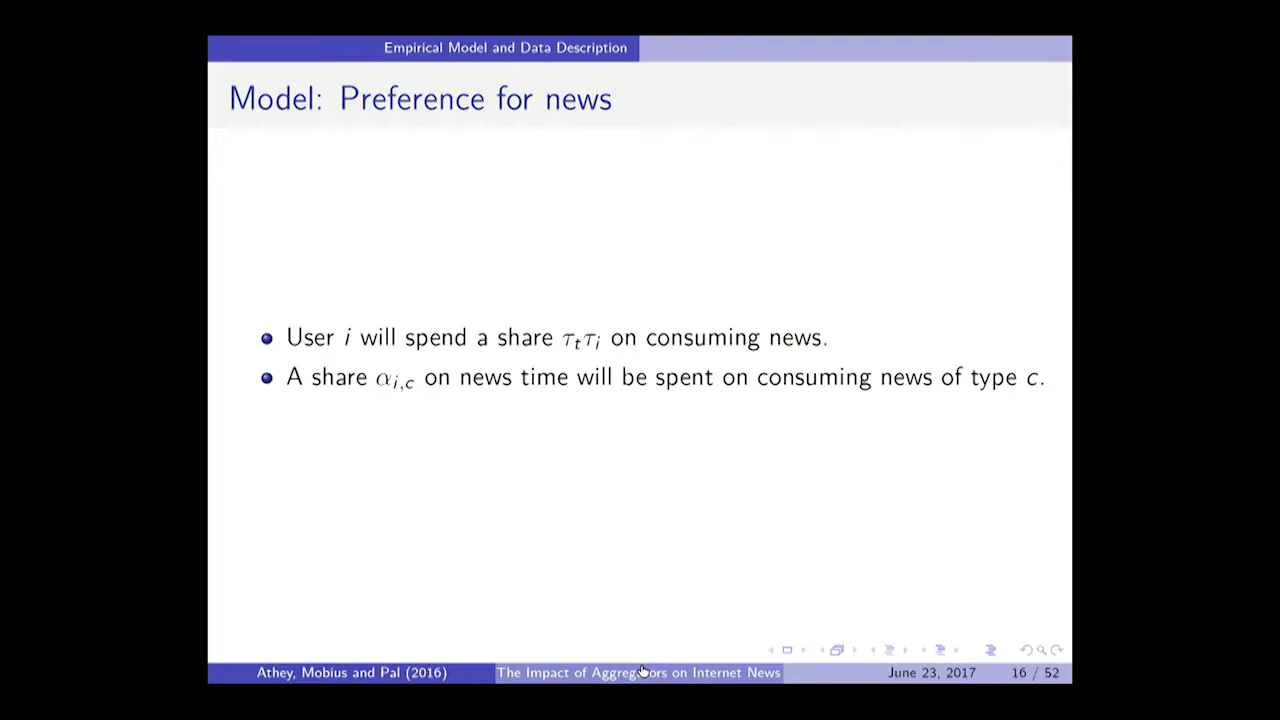 Empirical Model and Data Description
Model: Preference for news
User i will spend a share τₜτᵢ on consuming news.
A share αᵢ,c on news time will be spent on consuming news of type c.
Athey, Mobius and Pal (2016) The Impact of Aggregators on Internet News June 23, 2017 16 / 52